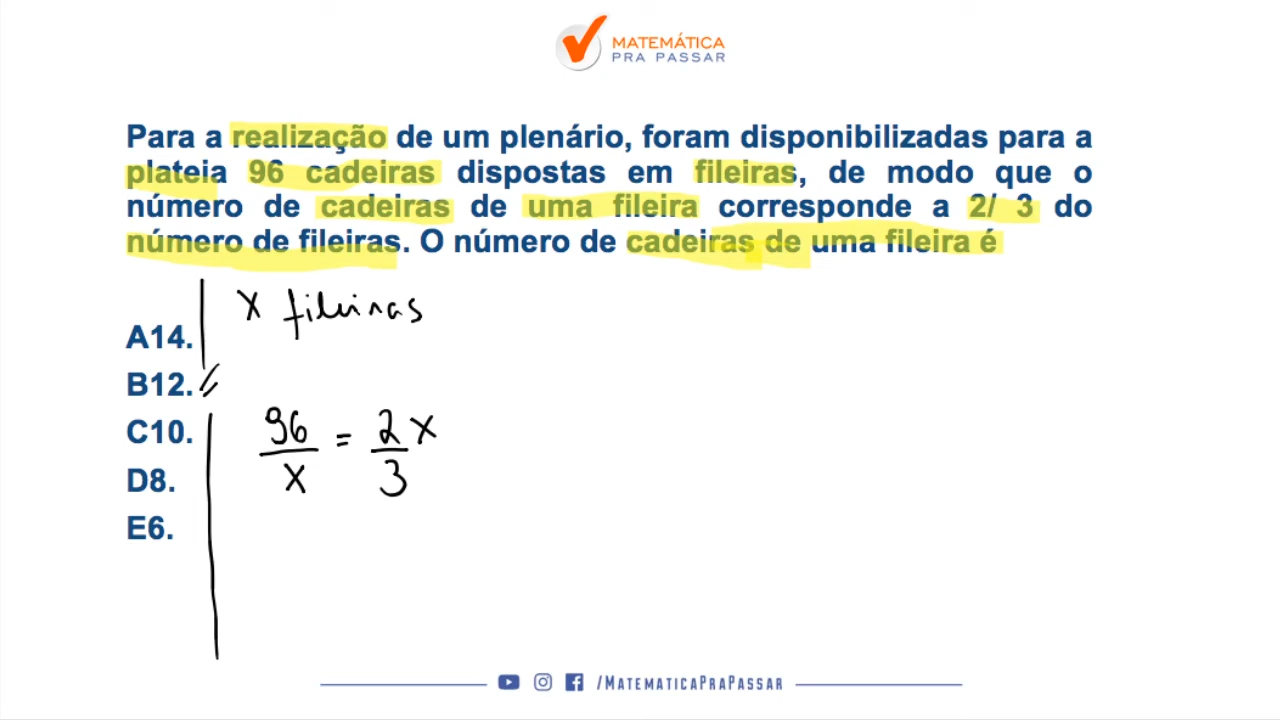 MATEMÁTICA
PRA PASSAR
Para a realização de um plenário, foram disponibilizadas para a
plateia 96 cadeiras dispostas em fileiras, de modo que o
número de cadeiras de uma fileira corresponde a 2/ 3 do
número de fileiras. O número de cadeiras de uma fileira é
x fileiras
A14.
B12.
C10.
D8.
E6.
96/x = 2x/3
/MATEMATICAPRAPASSAR